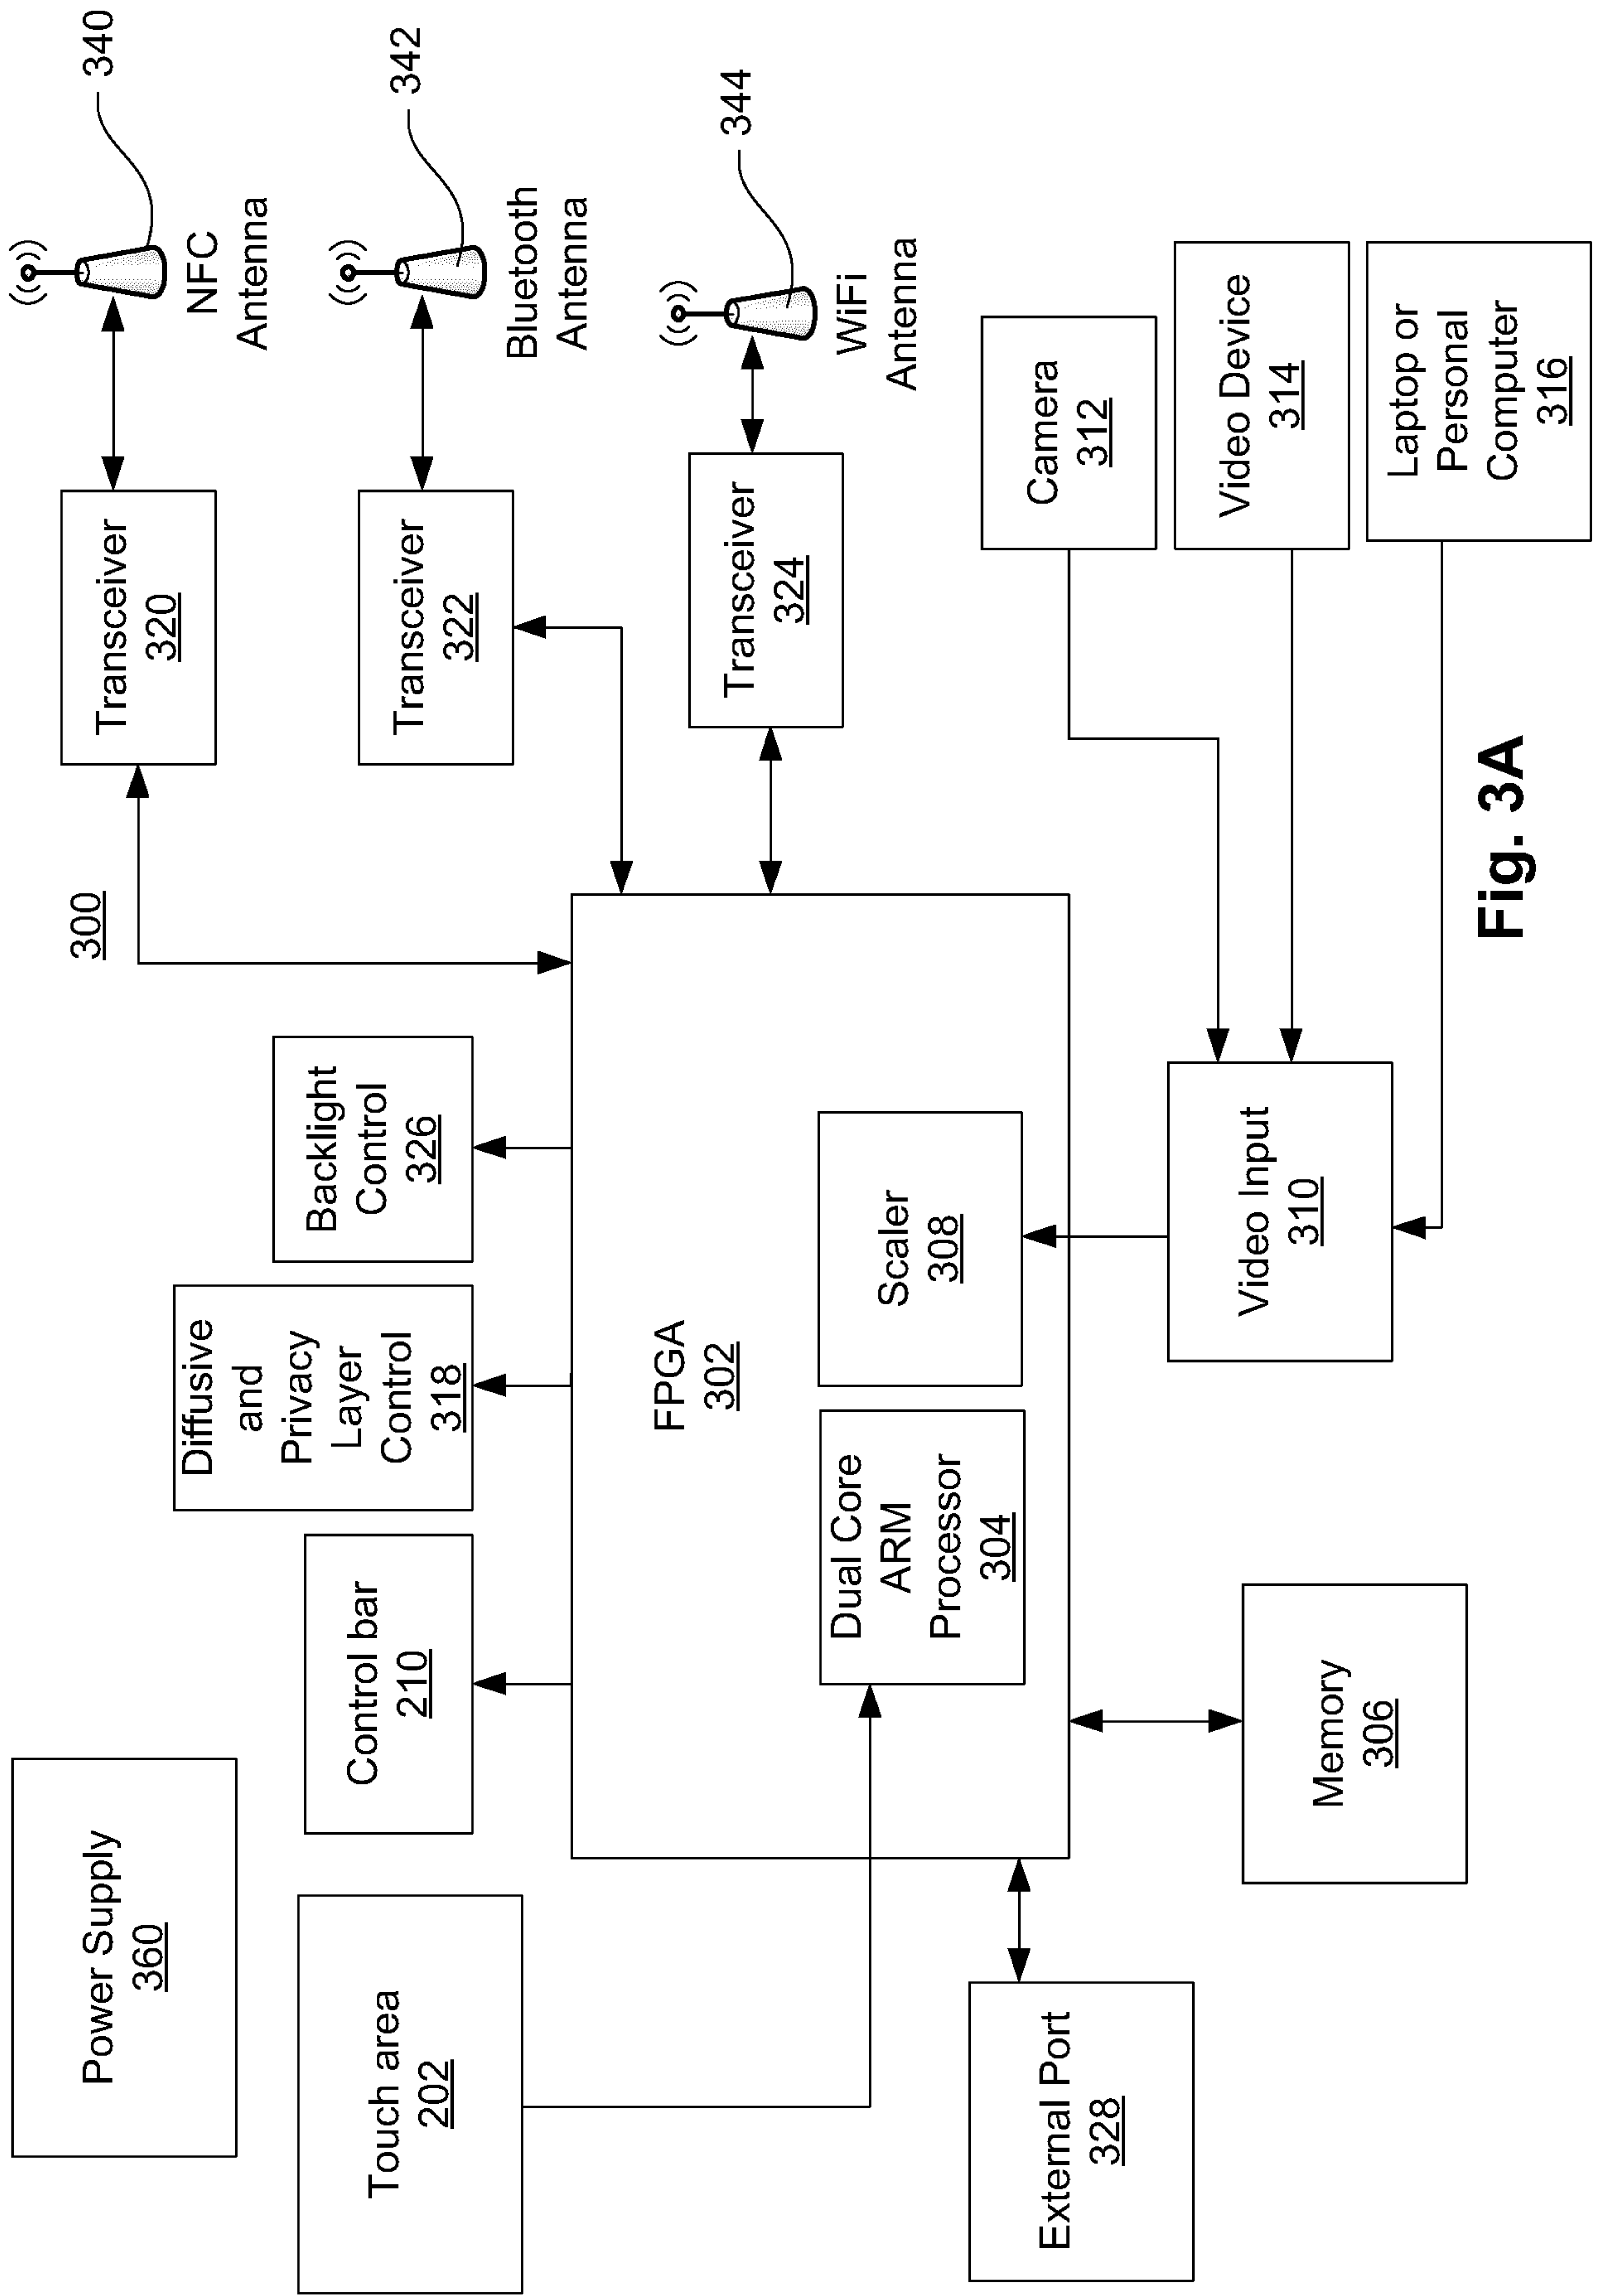 Power Supply
360
300
340
NFC
Antenna
Transceiver
320
342
Bluetooth
Antenna
Transceiver
322
344
WiFi
Antenna
Transceiver
324
Touch area
202
Control bar
210
Diffusive
and
Privacy
Layer
Control
318
Backlight
Control
326
FPGA
302
Dual Core
ARM
Processor
304
Scaler
308
External Port
328
Memory
306
Video Input
310
Camera
312
Video Device
314
Laptop or
Personal
Computer
316
Fig. 3A